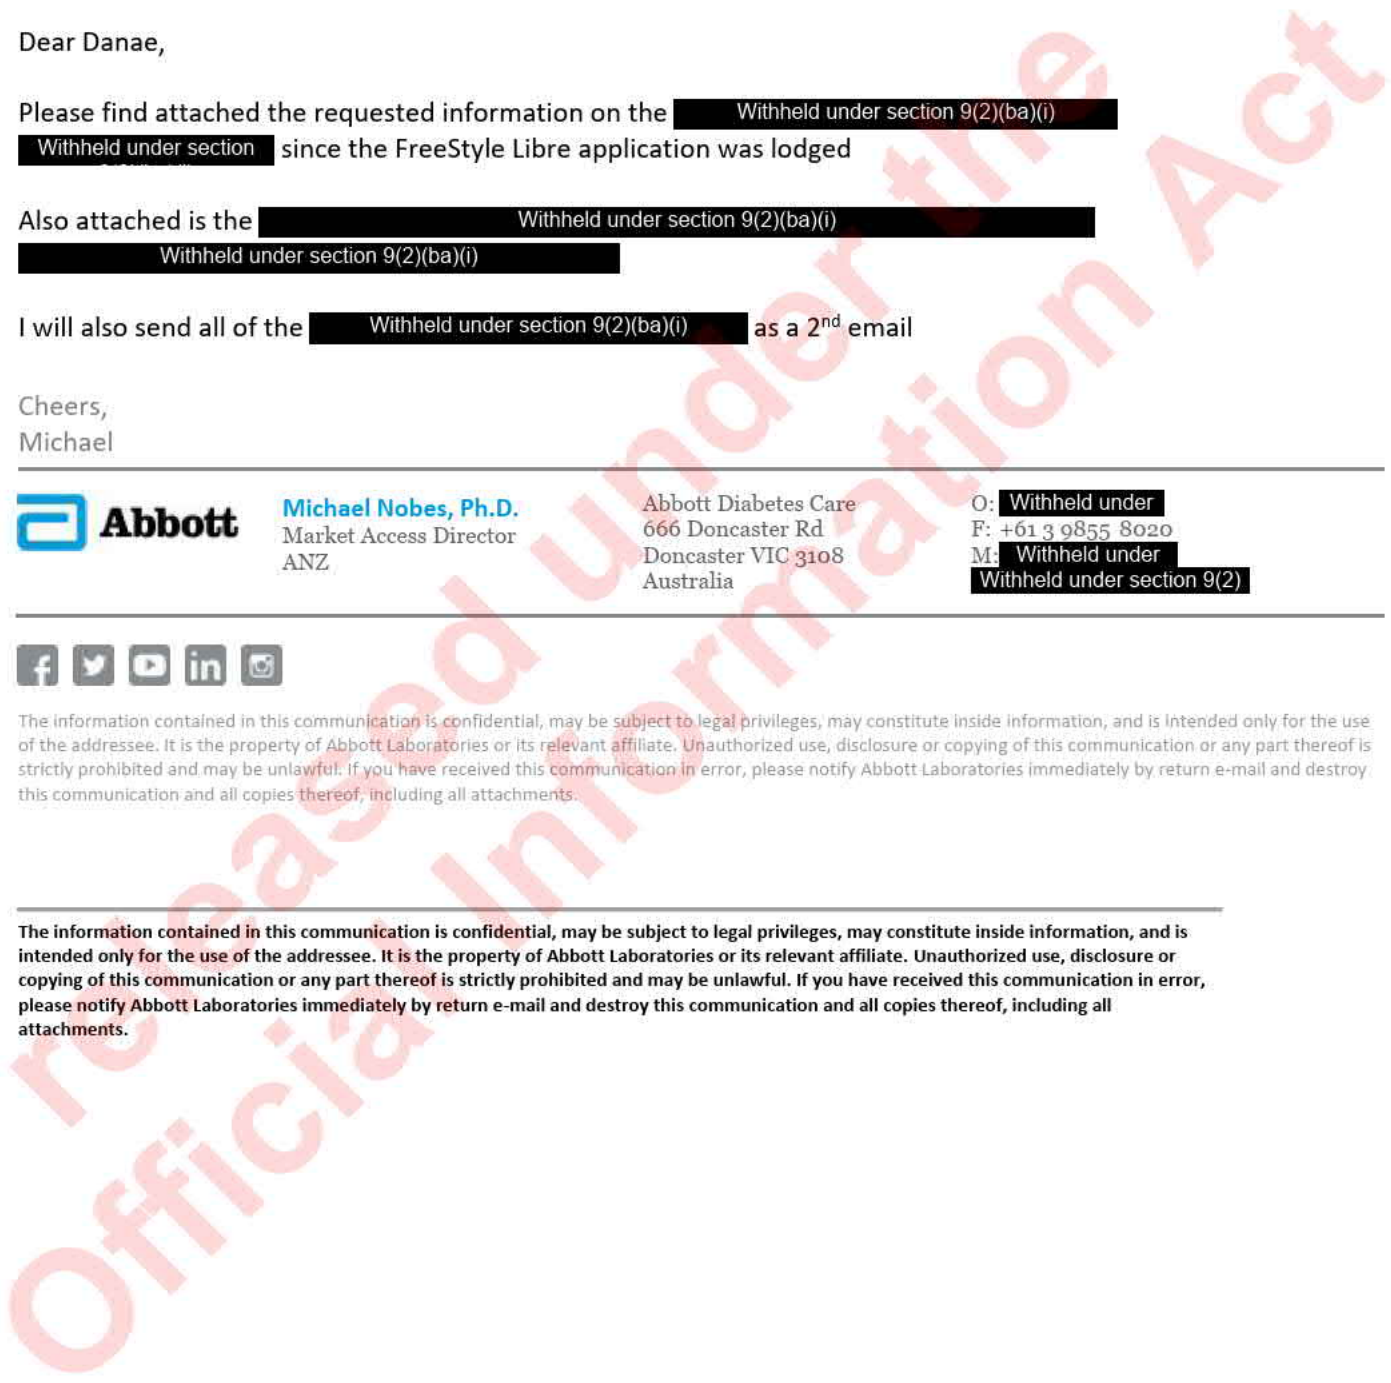 Dear Danae,
Please find attached the requested information on the Withheld under section 9(2)(ba)(i)
Withheld under section since the FreeStyle Libre application was lodged
Also attached is the Withheld under section 9(2)(ba)(i)
Withheld under section 9(2)(ba)(i)
I will also send all of the Withheld under section 9(2)(ba)(i) as a 2nd email
Cheers,
Michael
Abbott
Michael Nobes, Ph.D.
Market Access Director
ANZ
Abbott Diabetes Care
666 Doncaster Rd
Doncaster VIC 3108
Australia
O: Withheld under
F: +61 3 9855 8020
M: Withheld under
Withheld under section 9(2)
The information contained in this communication is confidential, may be subject to legal privileges, may constitute inside information, and is intended only for the use
of the addressee. It is the property of Abbott Laboratories or its relevant affiliate. Unauthorized use, disclosure or copying of this communication or any part thereof is
strictly prohibited and may be unlawful. If you have received this communication in error, please notify Abbott Laboratories immediately by return e-mail and destroy
this communication and all copies thereof, including all attachments.
The information contained in this communication is confidential, may be subject to legal privileges, may constitute inside information, and is
intended only for the use of the addressee. It is the property of Abbott Laboratories or its relevant affiliate. Unauthorized use, disclosure or
copying of this communication or any part thereof is strictly prohibited and may be unlawful. If you have received this communication in error,
please notify Abbott Laboratories immediately by return e-mail and destroy this communication and all copies thereof, including all
attachments.
released under the
Official Information Act